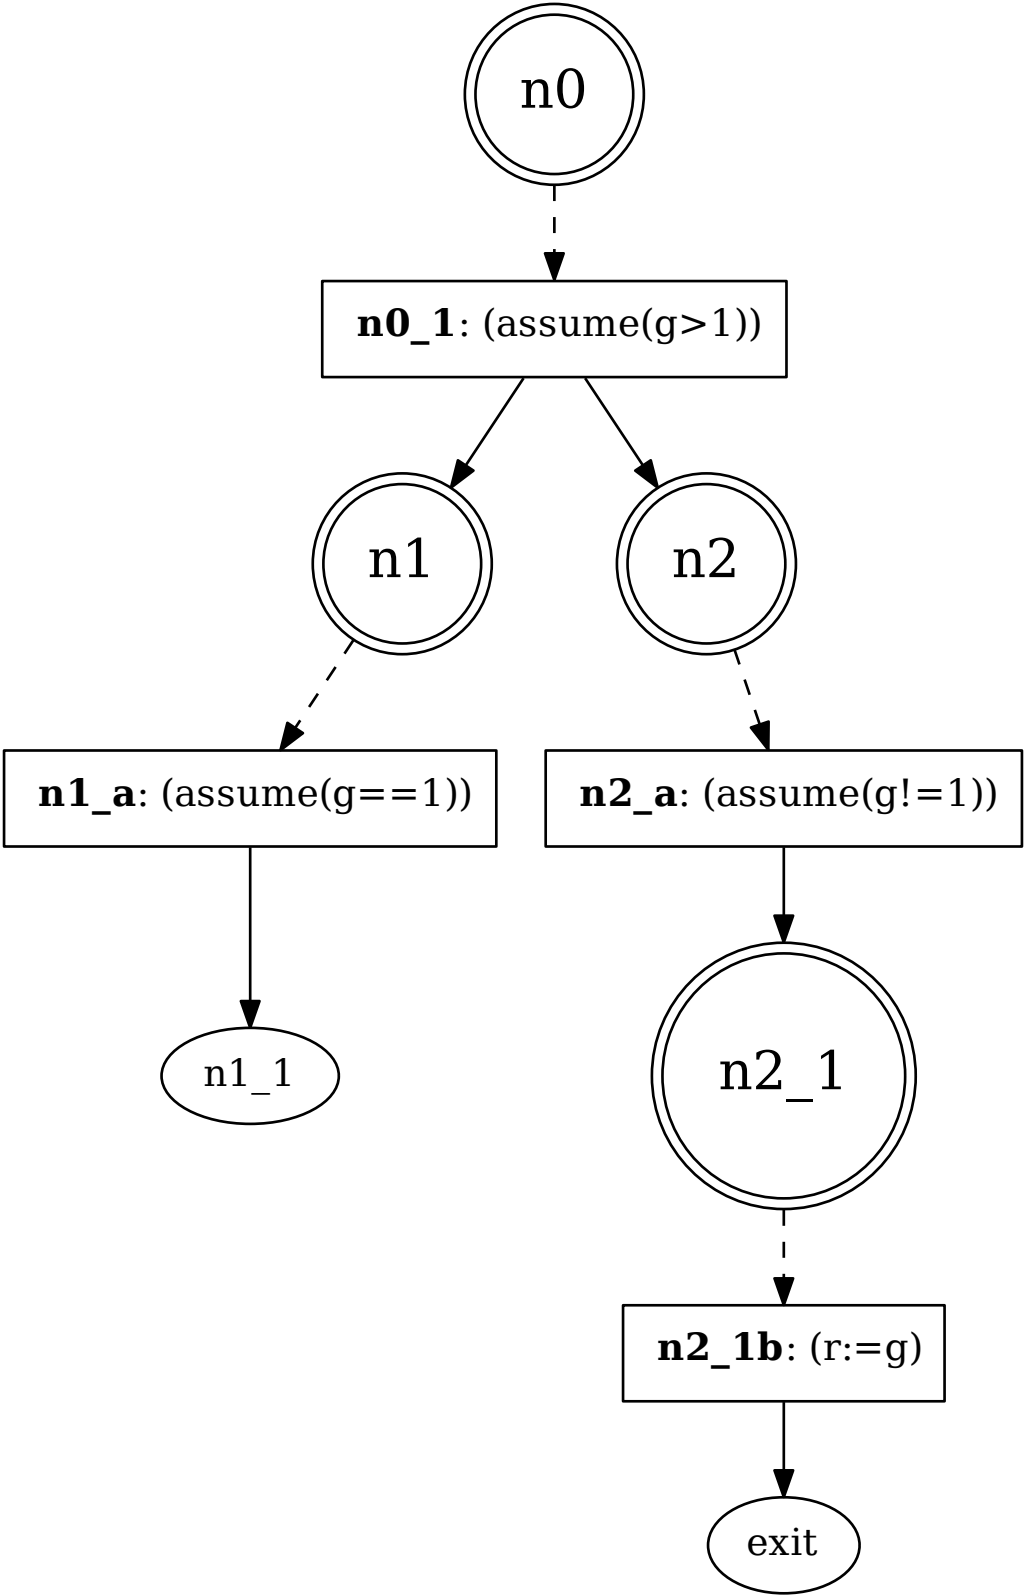 n0
n0_1: (assume(g>1))
n1
n2
n1_a: (assume(g==1))
n2_a: (assume(g!=1))
n1_1
n2_1
n2_1b: (r:=g)
exit